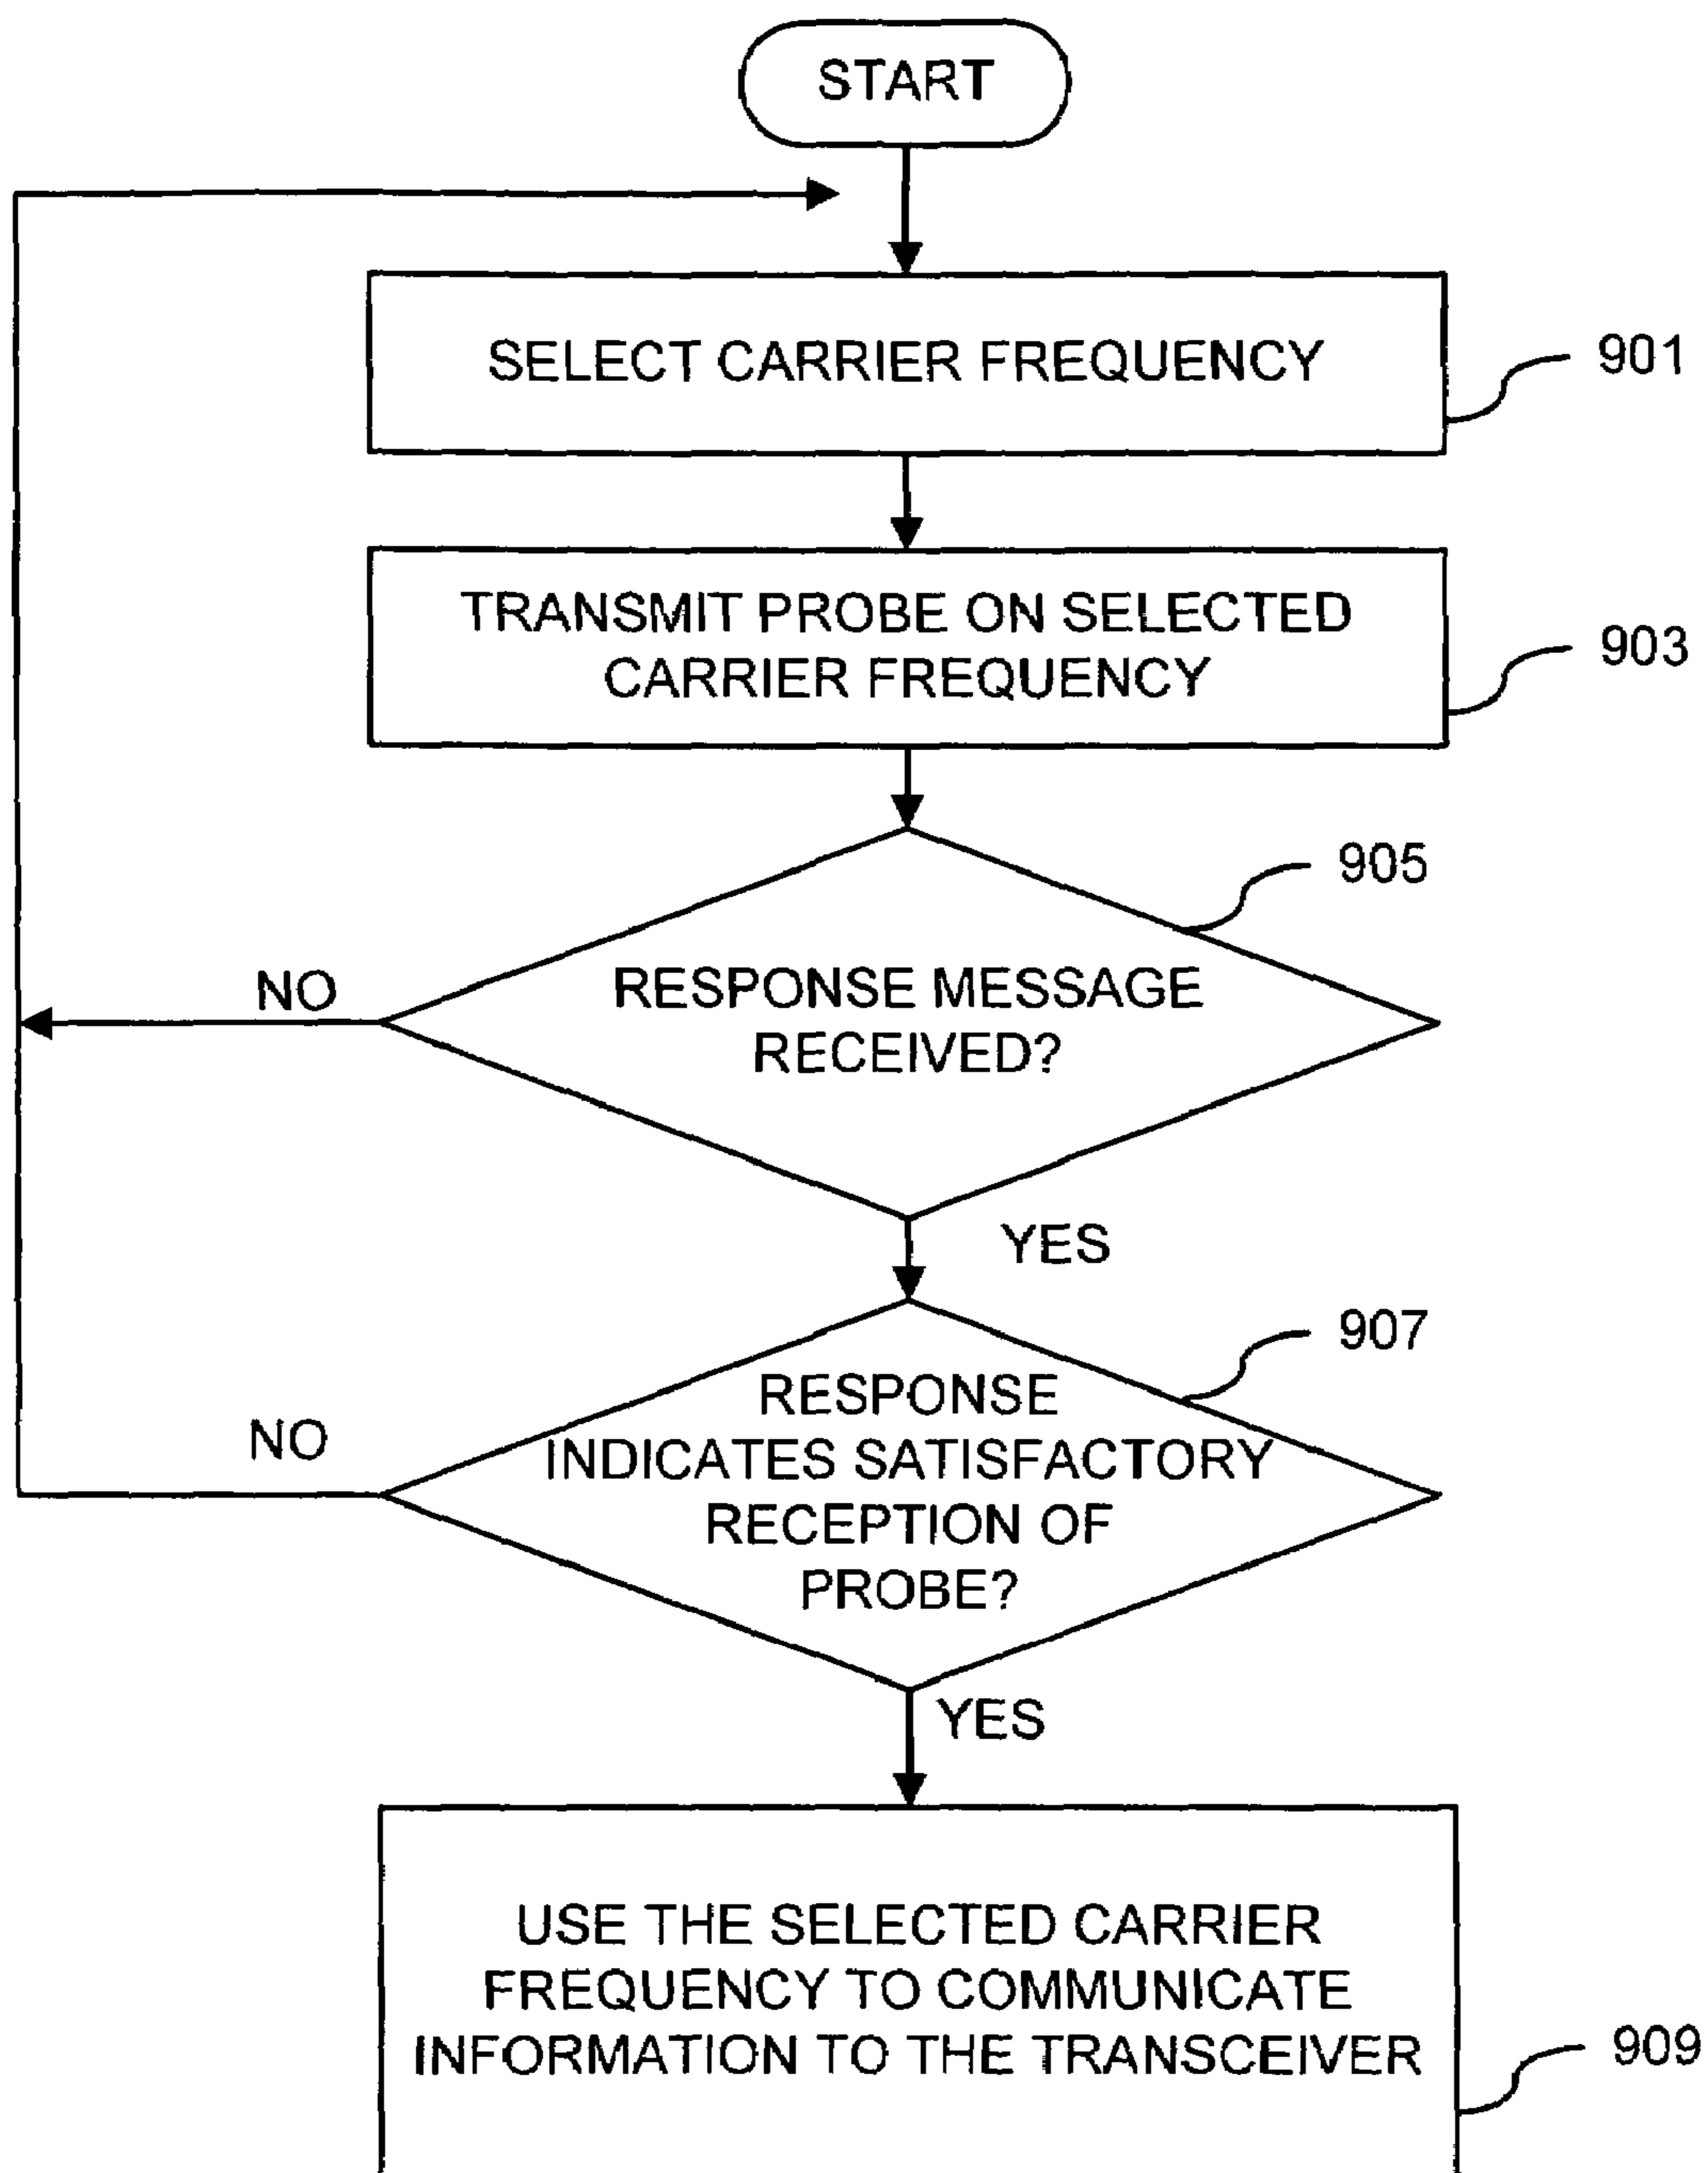 START
SELECT CARRIER FREQUENCY
901
TRANSMIT PROBE ON SELECTED
CARRIER FREQUENCY
903
905
RESPONSE MESSAGE
RECEIVED?
NO
YES
907
RESPONSE
INDICATES SATISFACTORY
RECEPTION OF
PROBE?
NO
YES
USE THE SELECTED CARRIER
FREQUENCY TO COMMUNICATE
INFORMATION TO THE TRANSCEIVER
909